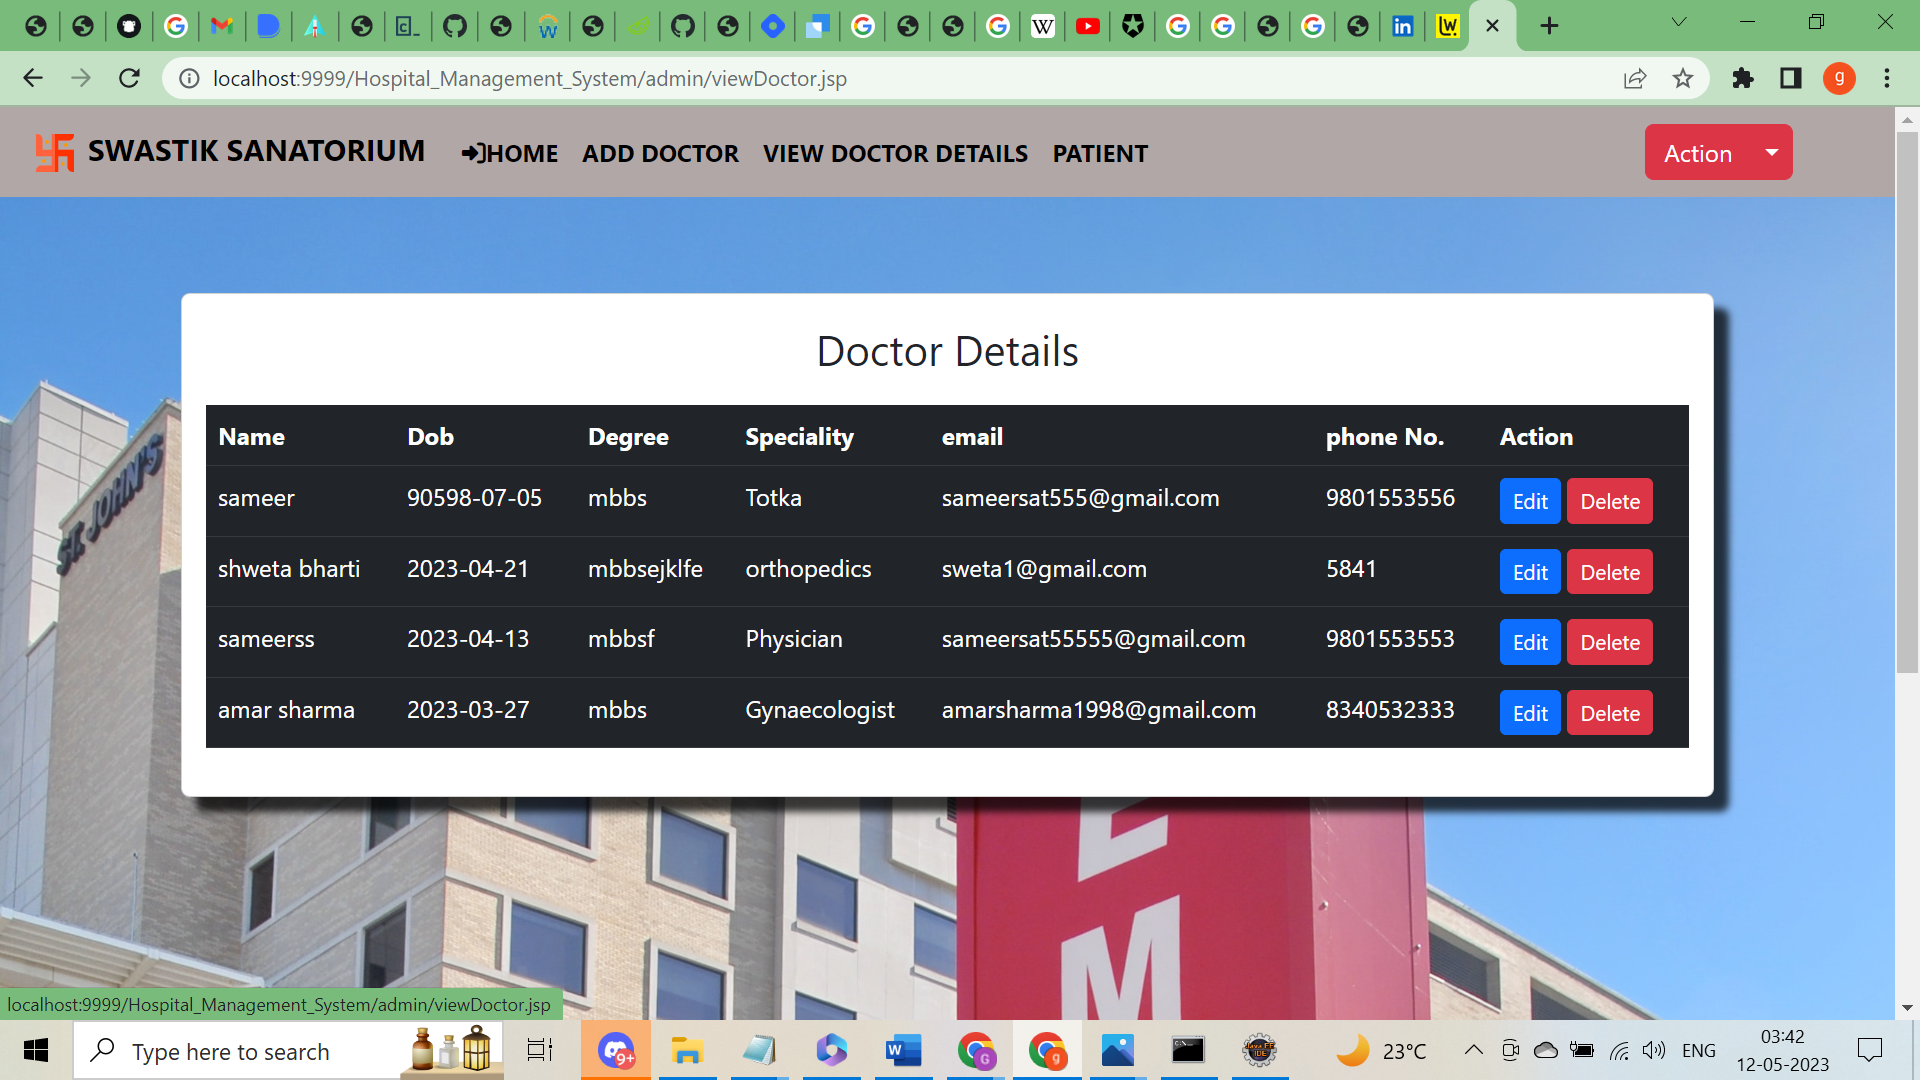 localhost:9999/Hospital_Management_System/admin/viewDoctor.jsp
g
SWASTIK SANATORIUM HOME ADD DOCTOR VIEW DOCTOR DETAILS PATIENT Action
Doctor Details
Name Dob Degree Speciality email phone No. Action
sameer 90598-07-05 mbbs Totka sameersat555@gmail.com 9801553556 Edit Delete
shweta bharti 2023-04-21 mbbsejklfe orthopedics sweta1@gmail.com 5841 Edit Delete
sameerss 2023-04-13 mbbsf Physician sameersat55555@gmail.com 9801553553 Edit Delete
amar sharma 2023-03-27 mbbs Gynaecologist amarsharma1998@gmail.com 8340532333 Edit Delete
ST. JOHN'S
E
M
localhost:9999/Hospital_Management_System/admin/viewDoctor.jsp
Type here to search 9+ W G g Java EE IDE 23°C ENG 03:42
12-05-2023